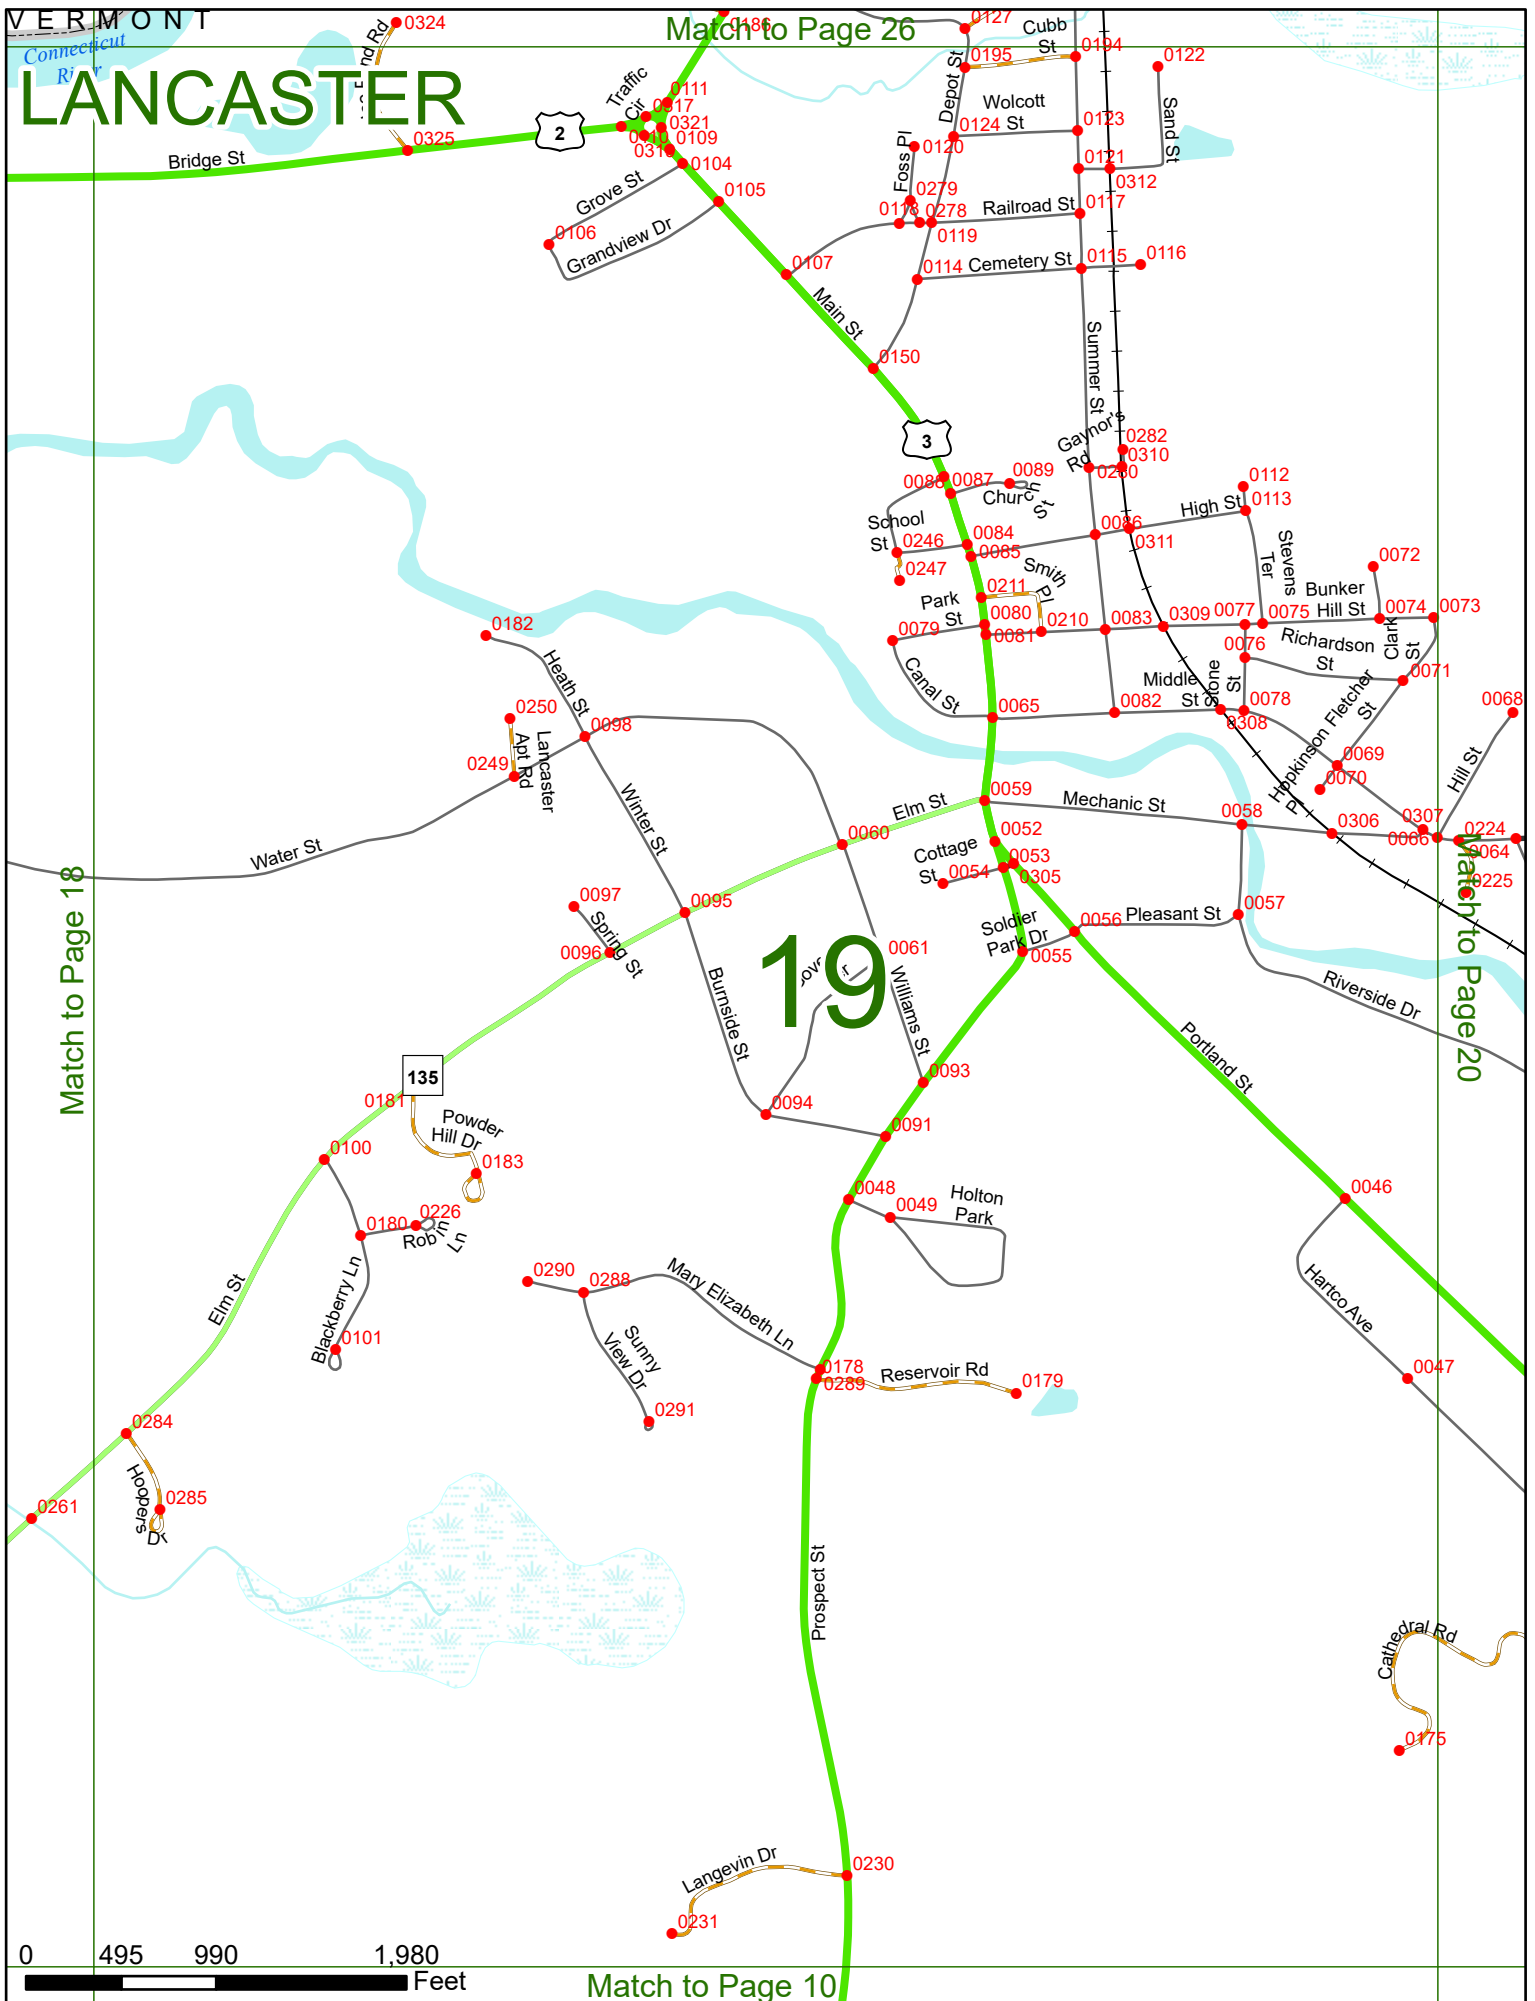 VERMONT
0324
0186
Match to Page 26
0127
Cubb
St
0194
0122
Connecticut
River
LANCASTER
nd Rd
0325
Bridge St
2
Traffic
Cir
0111
0317
0321
0109
0104
0105
Grove St
Grandview Dr
0106
0107
Depot St
0195
Wolcott
St
0123
0124
0120
Foss Pl
0279
0118
0278
0119
Railroad St
0121
0312
0117
Sand St
0114
Cemetery St
0115
0116
Main St
0150
Summer St
3
Gaynor's
Rd
0282
0310
0280
0088
0087
0089
Church
St
0112
0113
High St
School
St
0246
0247
0084
0085
0086
0311
Stevens
Ter
0072
Smith
Pl
0211
Park
St
0080
0081
0079
0210
0083
0309
0077
0075
Bunker
Hill St
0074
0073
Clark
St
0076
Richardson
St
0071
0182
Heath St
Canal St
0065
0082
Middle
St
Stone
St
0078
0308
0068
0250
0098
Lancaster
Apt Rd
0249
Hopkinson
Pl
Fletcher
St
0069
0070
Hill St
Winter St
Water St
0059
Elm St
0060
Mechanic St
0058
0306
0307
0066
0224
0064
0225
0052
0053
0305
Cottage
St
0054
0097
Spring St
0096
0095
Soldier
Park Dr
0055
0056
Pleasant St
0057
Match to Page 18
Match to Page 20
19
0061
Burnside St
Williams St
Riverside Dr
Portland St
135
0181
0093
0094
0091
Powder
Hill Dr
0183
0100
0226
0180
Robin
Ln
0048
0049
Holton
Park
0046
Blackberry Ln
0101
Elm St
0290
0288
Mary Elizabeth Ln
Sunny
View Dr
0291
0178
0289
Reservoir Rd
0179
Hartco Ave
0047
0284
Hoopers
Dr
0285
0261
Prospect St
Cathedral Rd
0175
Langevin Dr
0230
0231
0 495 990 1,980
Feet
Match to Page 10